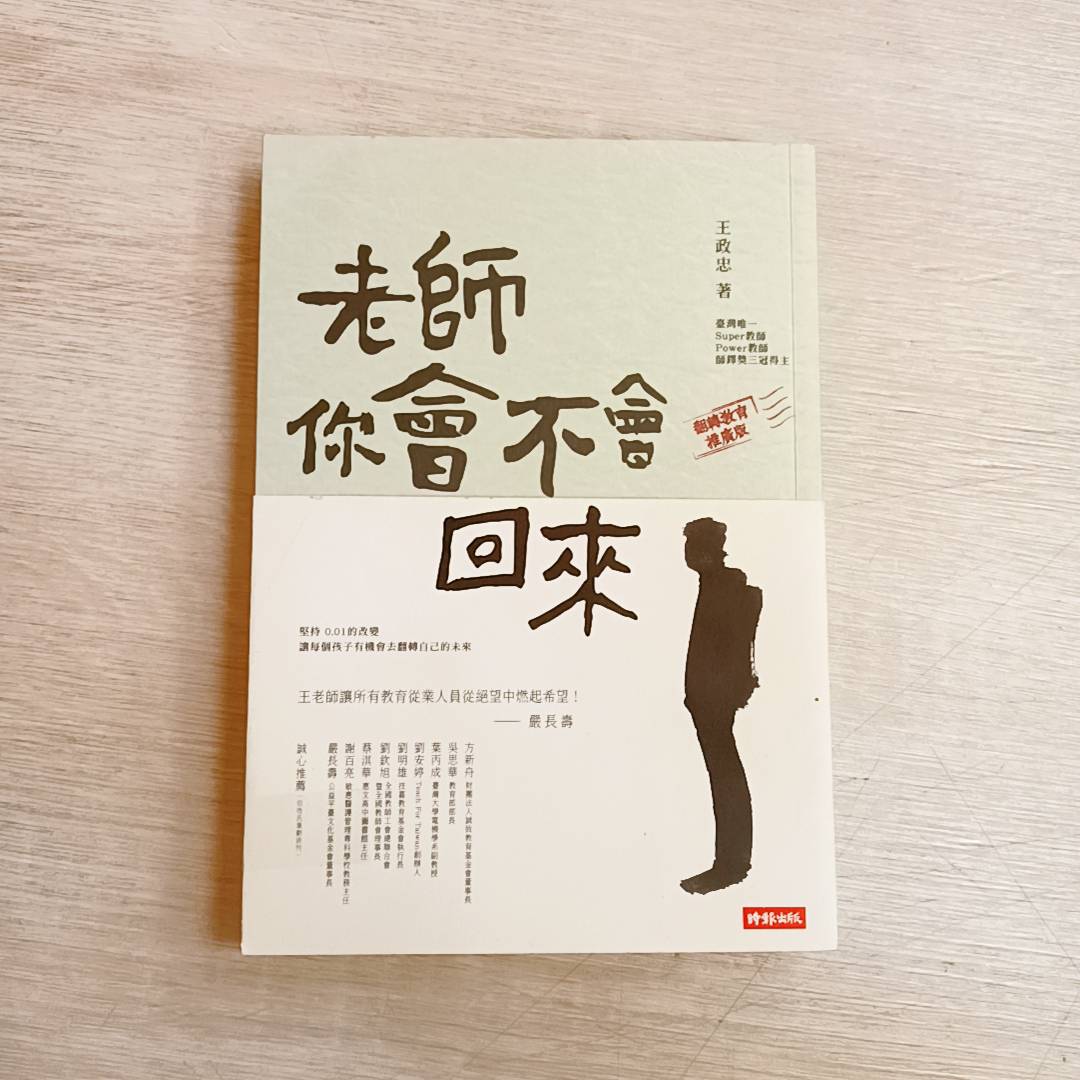 老師
你會不會
回來
王政忠 著
臺灣唯一
Super教師
Power教師
師鐸獎三冠得主
翻轉教育
推廣版
堅持 0.01的改變
讓每個孩子有機會去翻轉自己的未來
王老師讓所有教育從業人員從絕望中燃起希望！
—— 嚴長壽
方新舟 財團法人誠致教育基金會董事長
吳思華 教育部部長
葉丙成 臺灣大學電機學系副教授
劉安婷 Teach For Taiwan創辦人
劉明雄 技嘉教育基金會執行長
劉欽旭 全國教師工會總聯合會暨全國教師會理事長
蔡淇華 惠文高中圖書館主任
謝百亮 敏惠醫護管理專科學校教務主任
嚴長壽 公益平臺文化基金會董事長
誠心推薦
時報出版